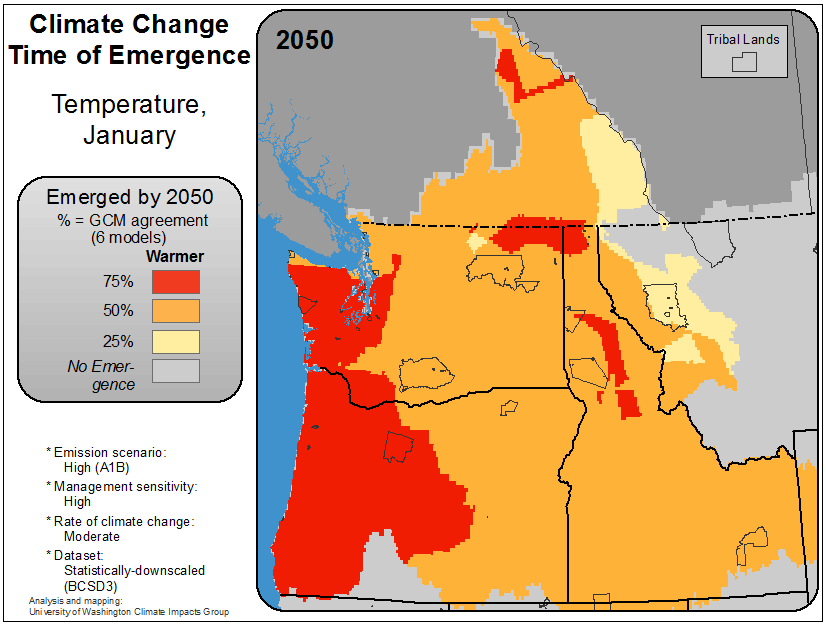 Climate Change
Time of Emergence
Temperature,
January
Emerged by 2050
% = GCM agreement
(6 models)
Warmer
75%
50%
25%
No Emer-
gence
* Emission scenario:
High (A1B)
* Management sensitivity:
High
* Rate of climate change:
Moderate
* Dataset:
Statistically-downscaled
(BCSD3)
Analysis and mapping:
University of Washington Climate Impacts Group
2050
Tribal Lands